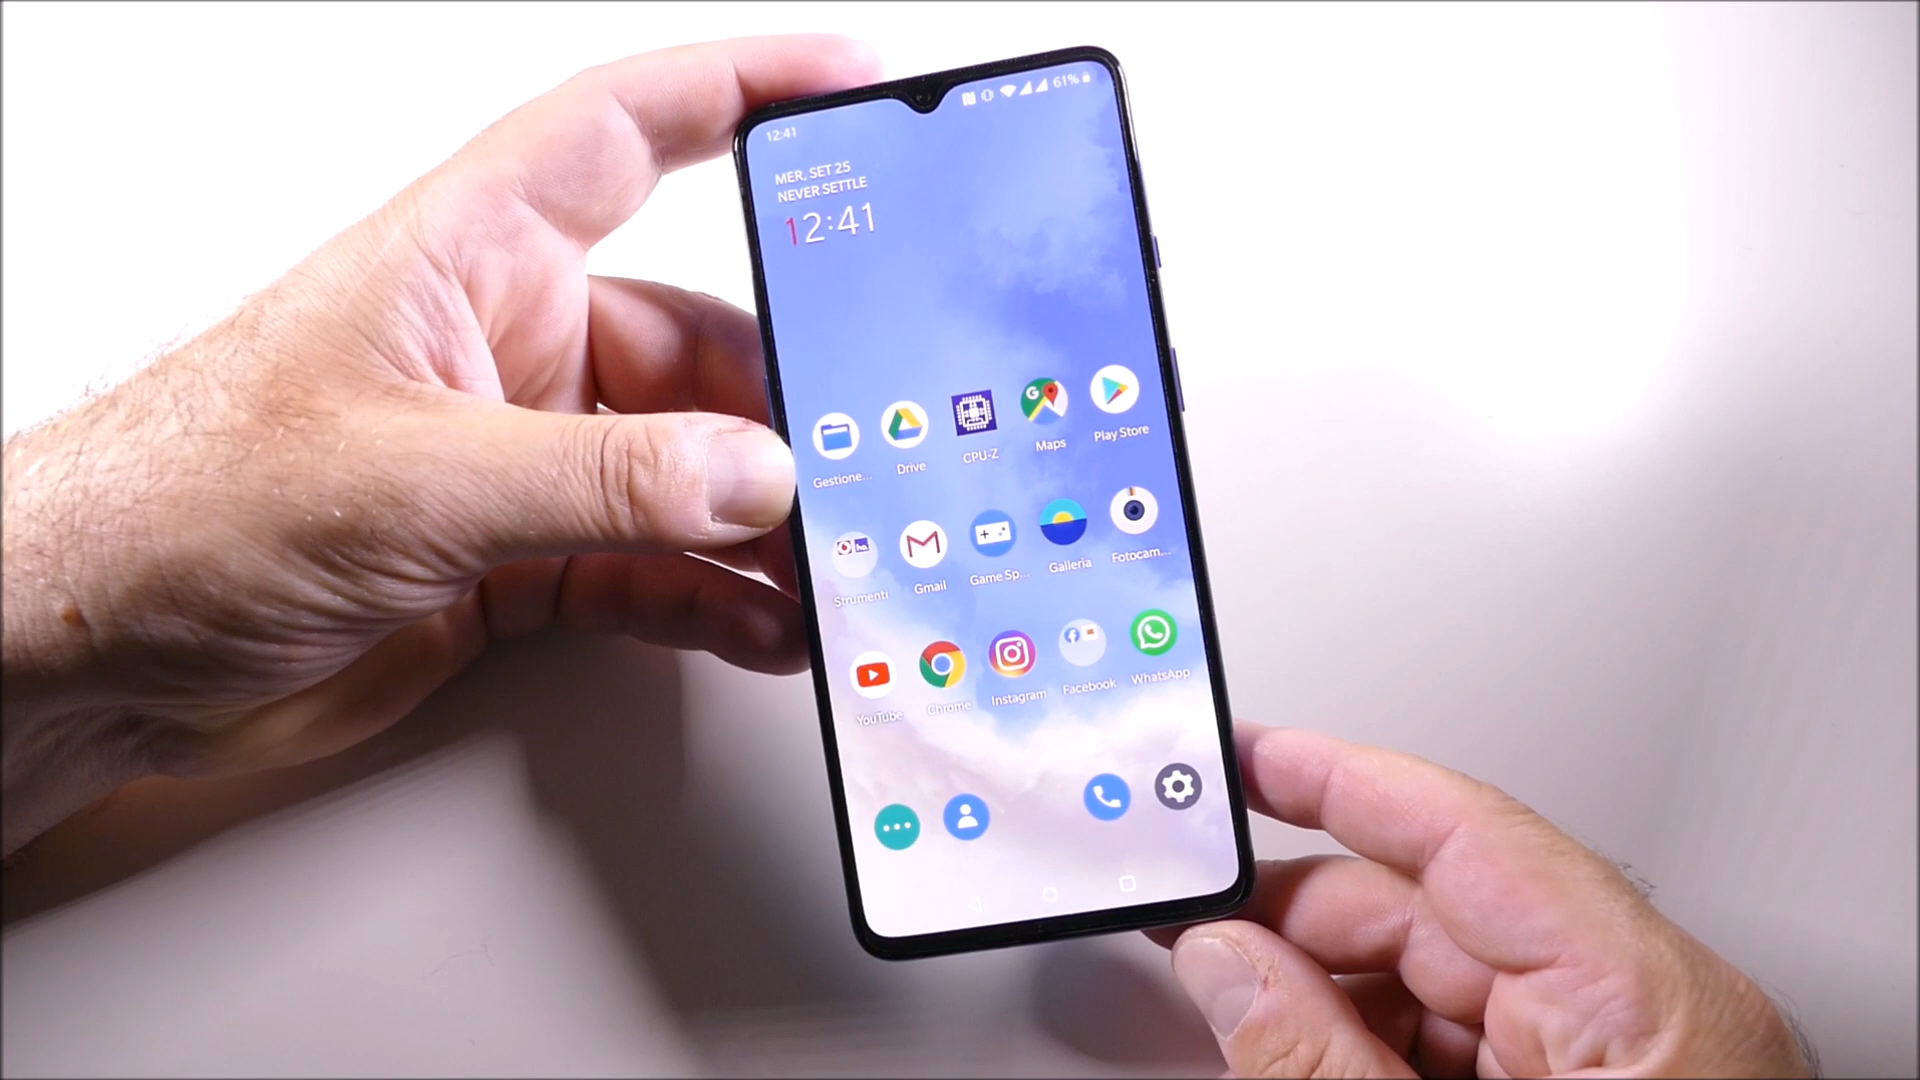 61%
12:41
MER, SET 25
NEVER SETTLE
12:41
Gestione...
Drive
CPU-Z
Maps
Play Store
Strumenti
Gmail
Game Sp...
Galleria
Fotocam...
YouTube
Chrome
Instagram
Facebook
WhatsApp